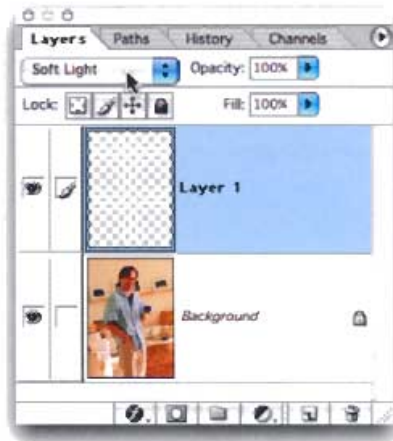 Layers Paths History Channels
Soft Light Opacity: 100%
Lock: Fill: 100%
Layer 1
Background